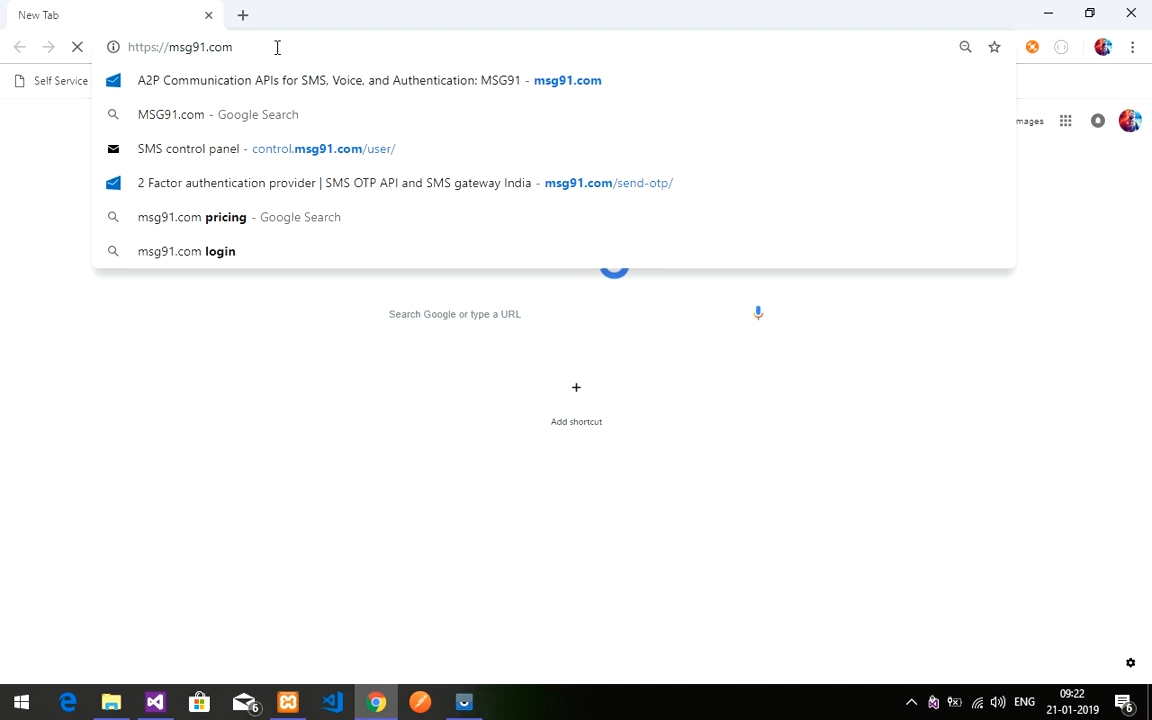 New Tab
https://msg91.com
Self Service
A2P Communication APIs for SMS, Voice, and Authentication: MSG91 - msg91.com
MSG91.com - Google Search
SMS control panel - control.msg91.com/user/
2 Factor authentication provider | SMS OTP API and SMS gateway India - msg91.com/send-otp/
msg91.com pricing - Google Search
msg91.com login
mages
Search Google or type a URL
Add shortcut
6
ENG
09:22
21-01-2019
6